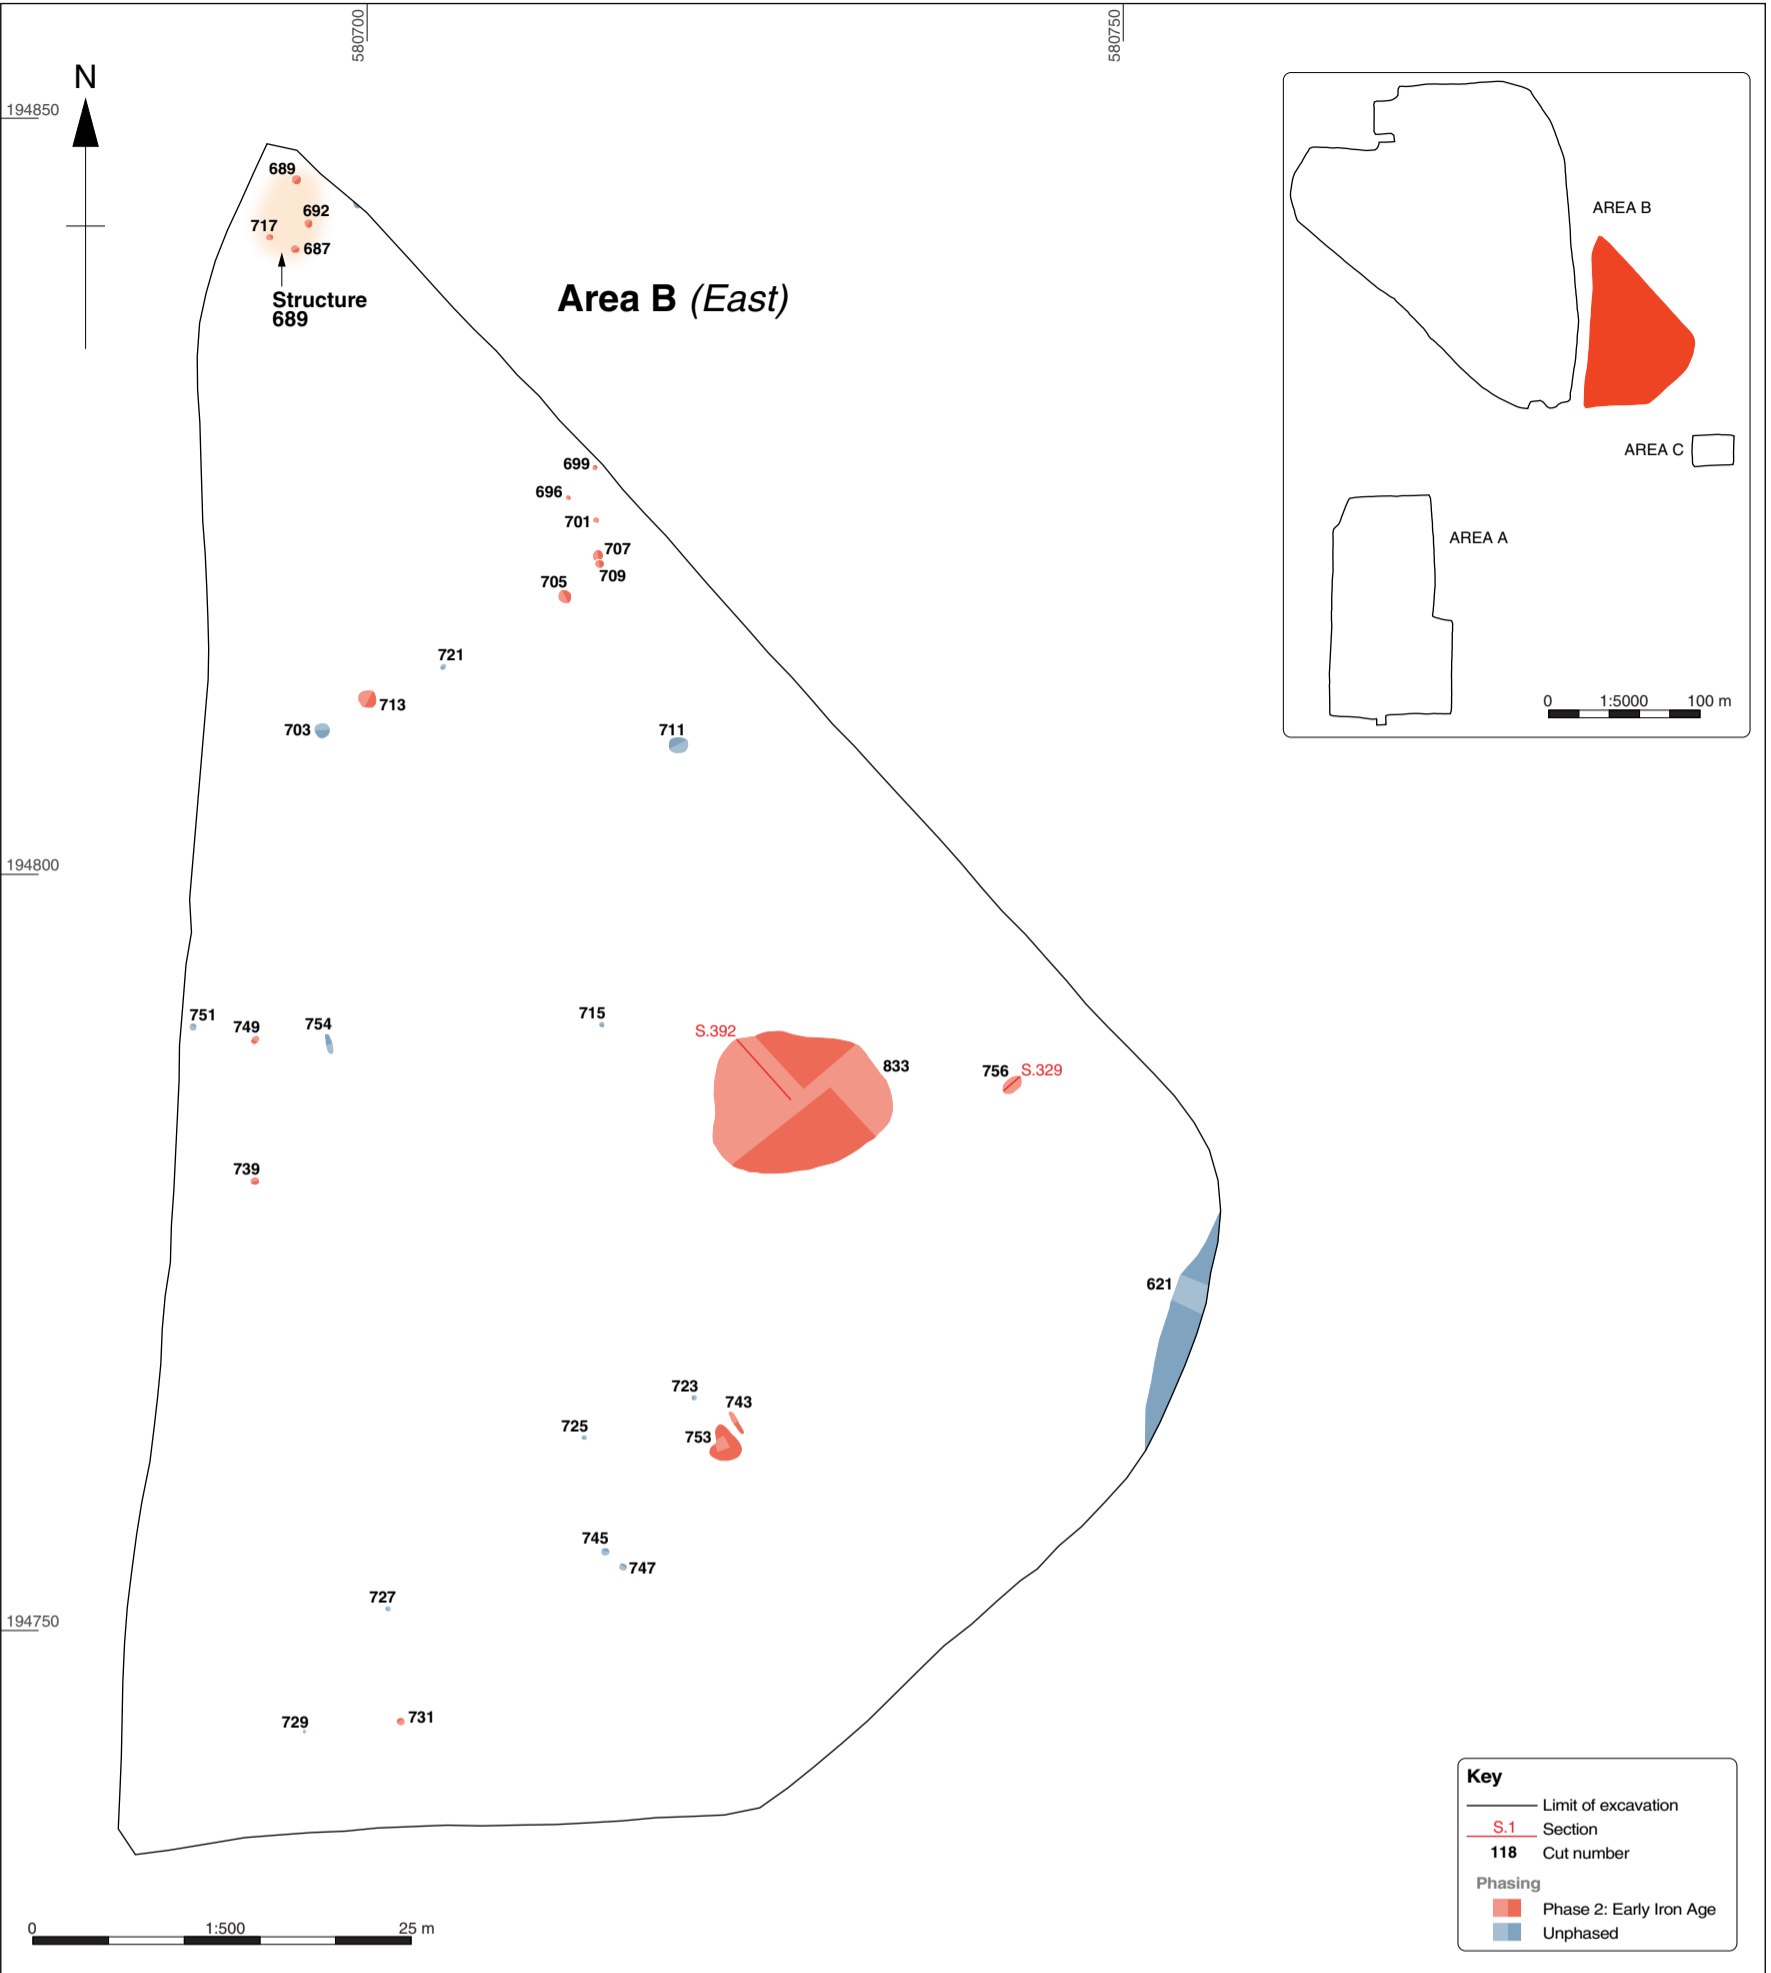 580700
580750
N
194850
689
692
717
687
Structure
689
Area B (East)
AREA B
AREA C
AREA A
0 1:5000 100 m
699
696
701
707
709
705
721
713
703
711
194800
751
749
754
715
S.392
833
756
S.329
739
621
723
743
725
753
745
747
727
194750
729
731
Key
Limit of excavation
S.1 Section
118 Cut number
Phasing
Phase 2: Early Iron Age
Unphased
0 1:500 25 m